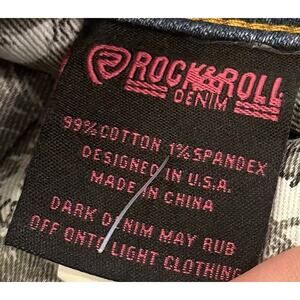 ROCK&ROLL
DENIM
99% COTTON 1% SPANDEX
DESIGNED IN U.S.A.
MADE IN CHINA
DARK DENIM MAY RUB
OFF ONTO LIGHT CLOTHING